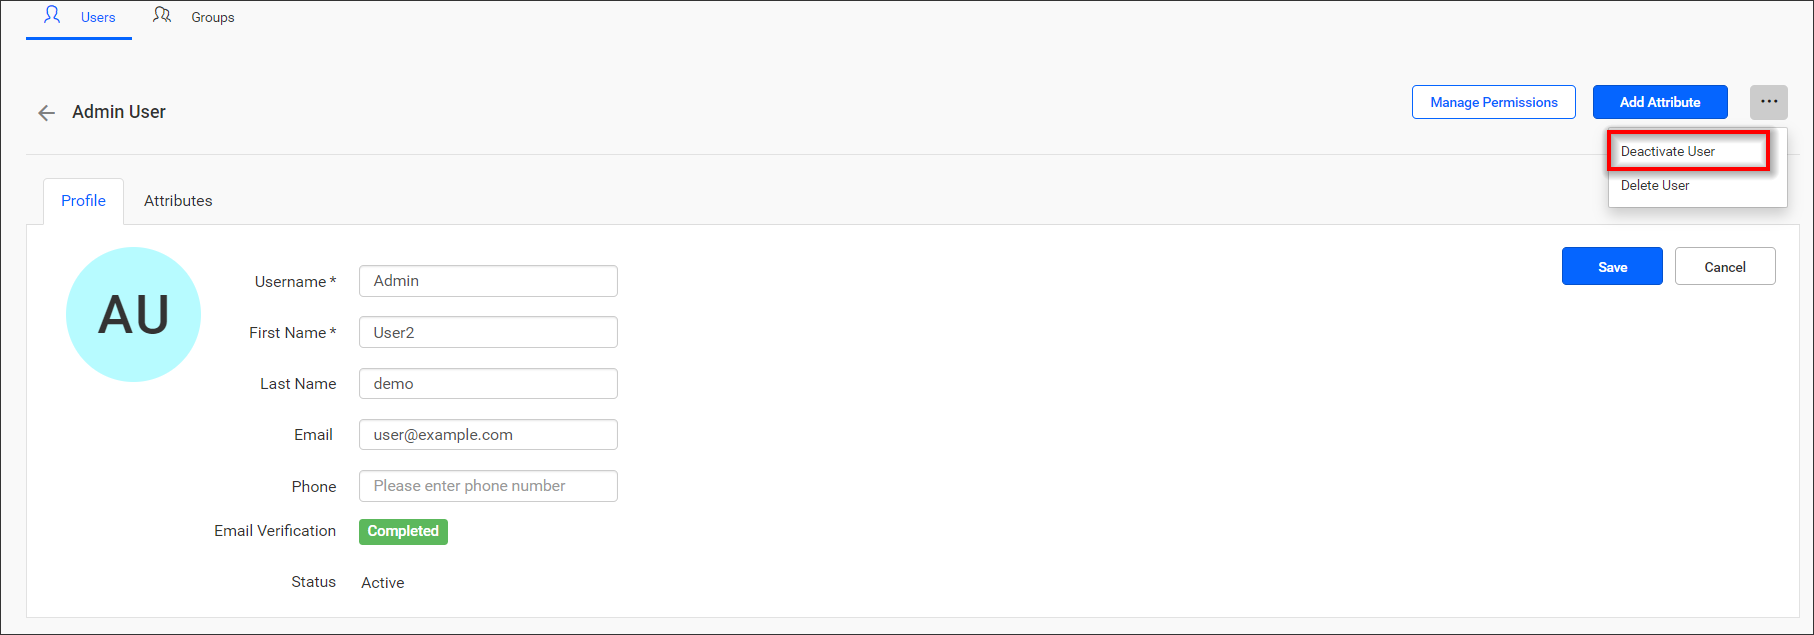 Users Groups
Admin User
Manage Permissions Add Attribute ...
Deactivate User
Delete User
Profile Attributes
AU
Save Cancel
Username * Admin
First Name * User2
Last Name demo
Email user@example.com
Phone Please enter phone number
Email Verification Completed
Status Active